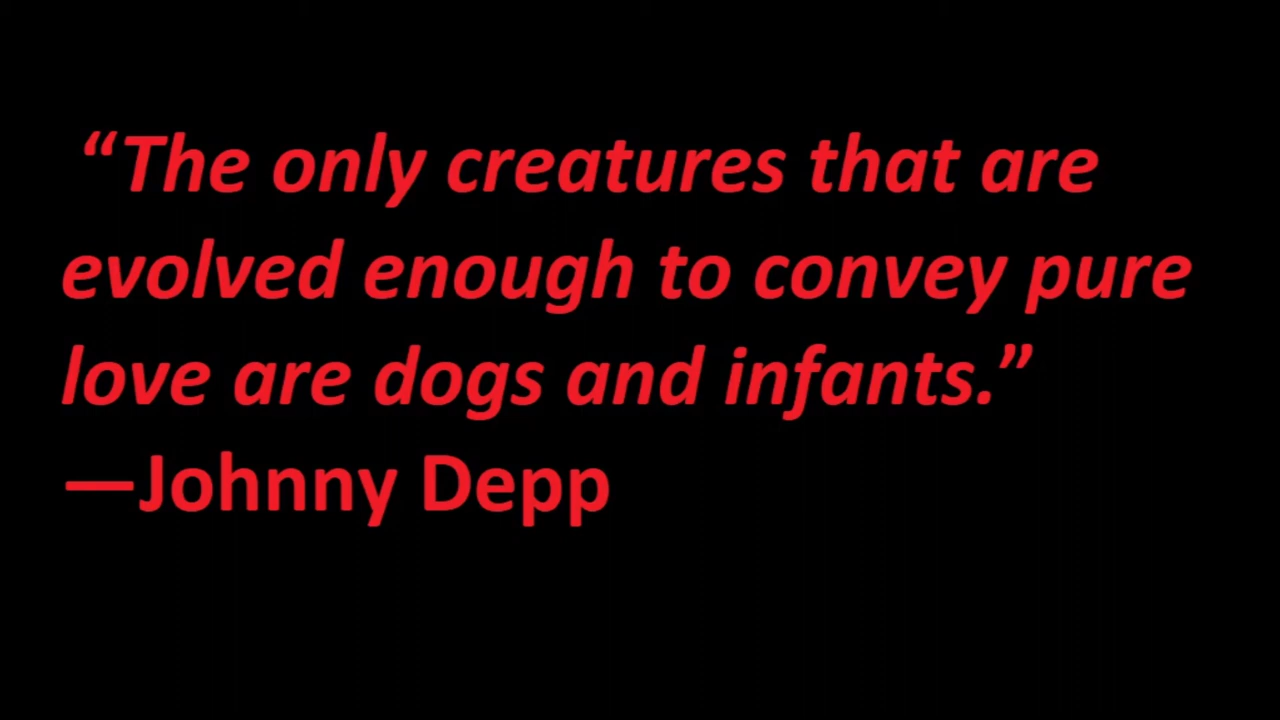 “The only creatures that are
evolved enough to convey pure
love are dogs and infants.”
—Johnny Depp